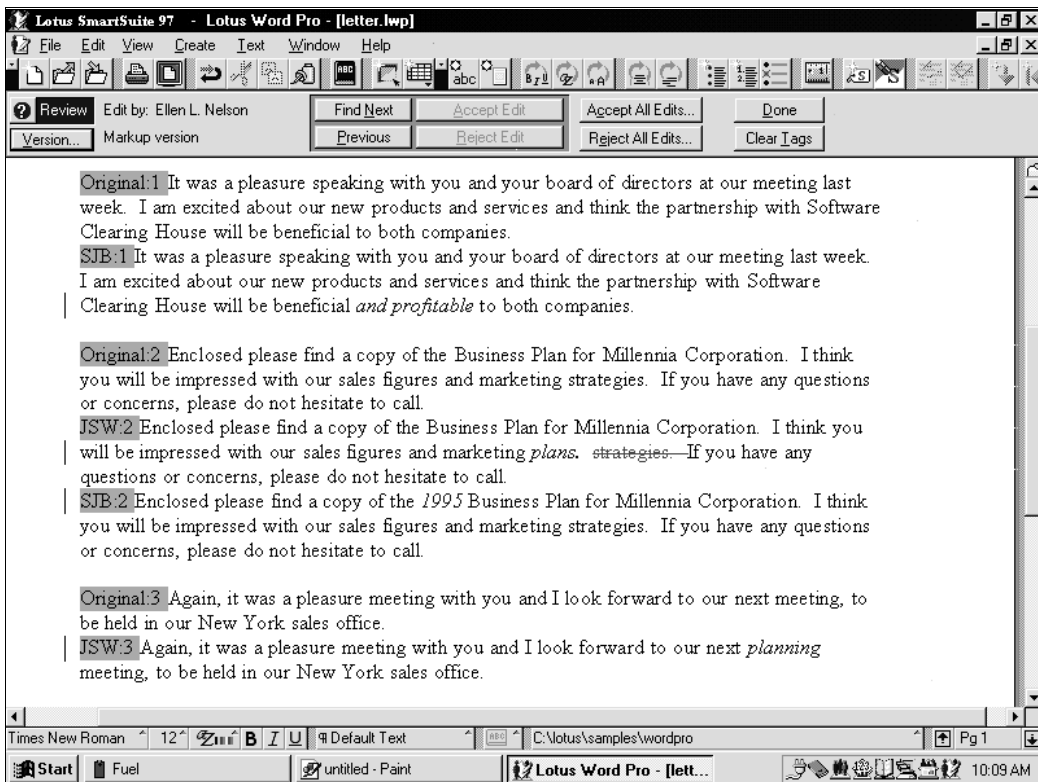 Lotus SmartSuite 97 - Lotus Word Pro - [letter.lwp]
File Edit View Create Text Window Help
abc ABC
Review Edit by: Ellen L. Nelson Find Next Accept Edit Accept All Edits... Done
Version... Markup version Previous Reject Edit Reject All Edits... Clear Tags
Original:1 It was a pleasure speaking with you and your board of directors at our meeting last
week. I am excited about our new products and services and think the partnership with Software
Clearing House will be beneficial to both companies.
SJB:1 It was a pleasure speaking with you and your board of directors at our meeting last week.
I am excited about our new products and services and think the partnership with Software
Clearing House will be beneficial and profitable to both companies.
Original:2 Enclosed please find a copy of the Business Plan for Millennia Corporation. I think
you will be impressed with our sales figures and marketing strategies. If you have any questions
or concerns, please do not hesitate to call.
JSW:2 Enclosed please find a copy of the Business Plan for Millennia Corporation. I think you
will be impressed with our sales figures and marketing plans. strategies. If you have any
questions or concerns, please do not hesitate to call.
SJB:2 Enclosed please find a copy of the 1995 Business Plan for Millennia Corporation. I think
you will be impressed with our sales figures and marketing strategies. If you have any questions
or concerns, please do not hesitate to call.
Original:3 Again, it was a pleasure meeting with you and I look forward to our next meeting, to
be held in our New York sales office.
JSW:3 Again, it was a pleasure meeting with you and I look forward to our next planning
meeting, to be held in our New York sales office.
Times New Roman 12 B I U ¶ Default Text C:\lotus\samples\wordpro Pg 1
Start Fuel untitled - Paint Lotus Word Pro - [lett... 10:09 AM